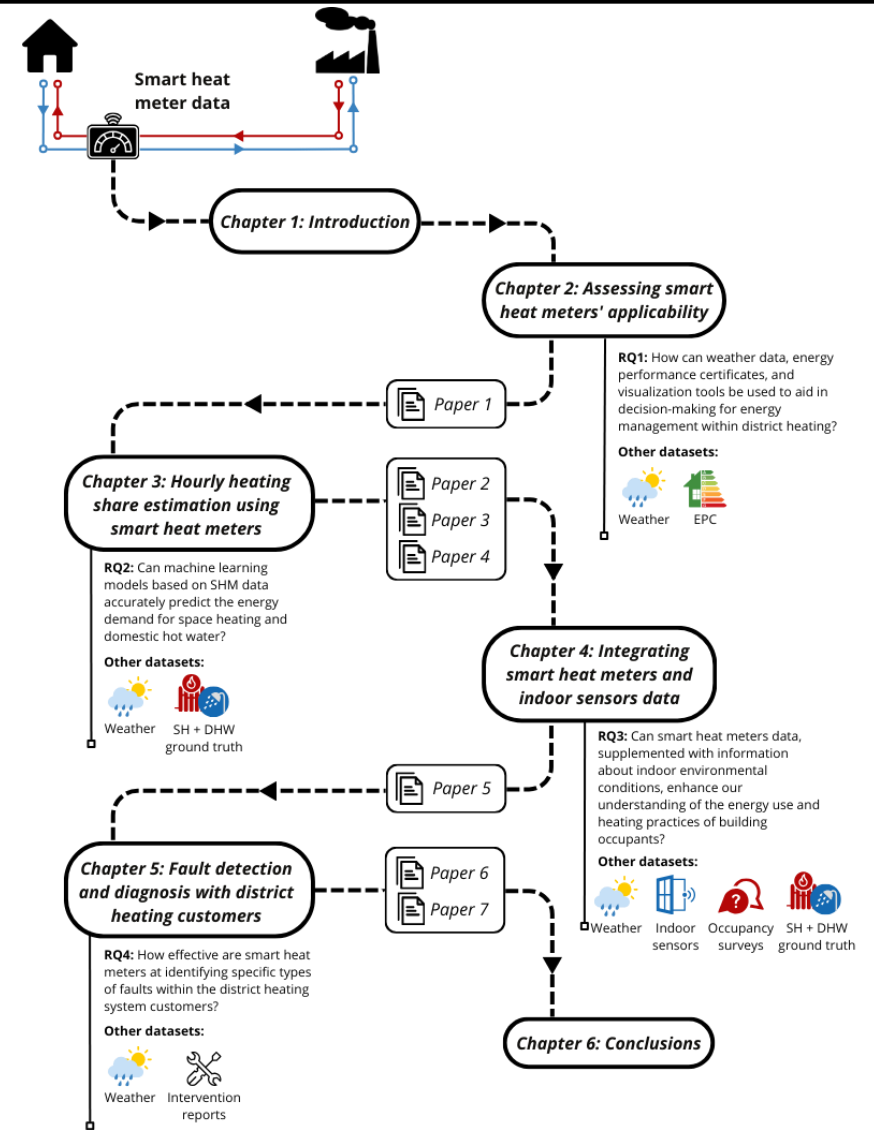 Smart heat
meter data
Chapter 1: Introduction
Chapter 2: Assessing smart
heat meters' applicability
RQ1: How can weather data, energy
performance certificates, and
visualization tools be used to aid in
decision-making for energy
management within district heating?
Other datasets:
Weather
EPC
Paper 1
Chapter 3: Hourly heating
share estimation using
smart heat meters
Paper 2
Paper 3
Paper 4
RQ2: Can machine learning
models based on SHM data
accurately predict the energy
demand for space heating and
domestic hot water?
Other datasets:
Weather
SH + DHW
ground truth
Chapter 4: Integrating
smart heat meters and
indoor sensors data
RQ3: Can smart heat meters data,
supplemented with information
about indoor environmental
conditions, enhance our
understanding of the energy use and
heating practices of building
occupants?
Other datasets:
Weather
Indoor
sensors
Occupancy
surveys
SH + DHW
ground truth
Paper 5
Chapter 5: Fault detection
and diagnosis with district
heating customers
Paper 6
Paper 7
RQ4: How effective are smart heat
meters at identifying specific types
of faults within the district heating
system customers?
Other datasets:
Weather
Intervention
reports
Chapter 6: Conclusions